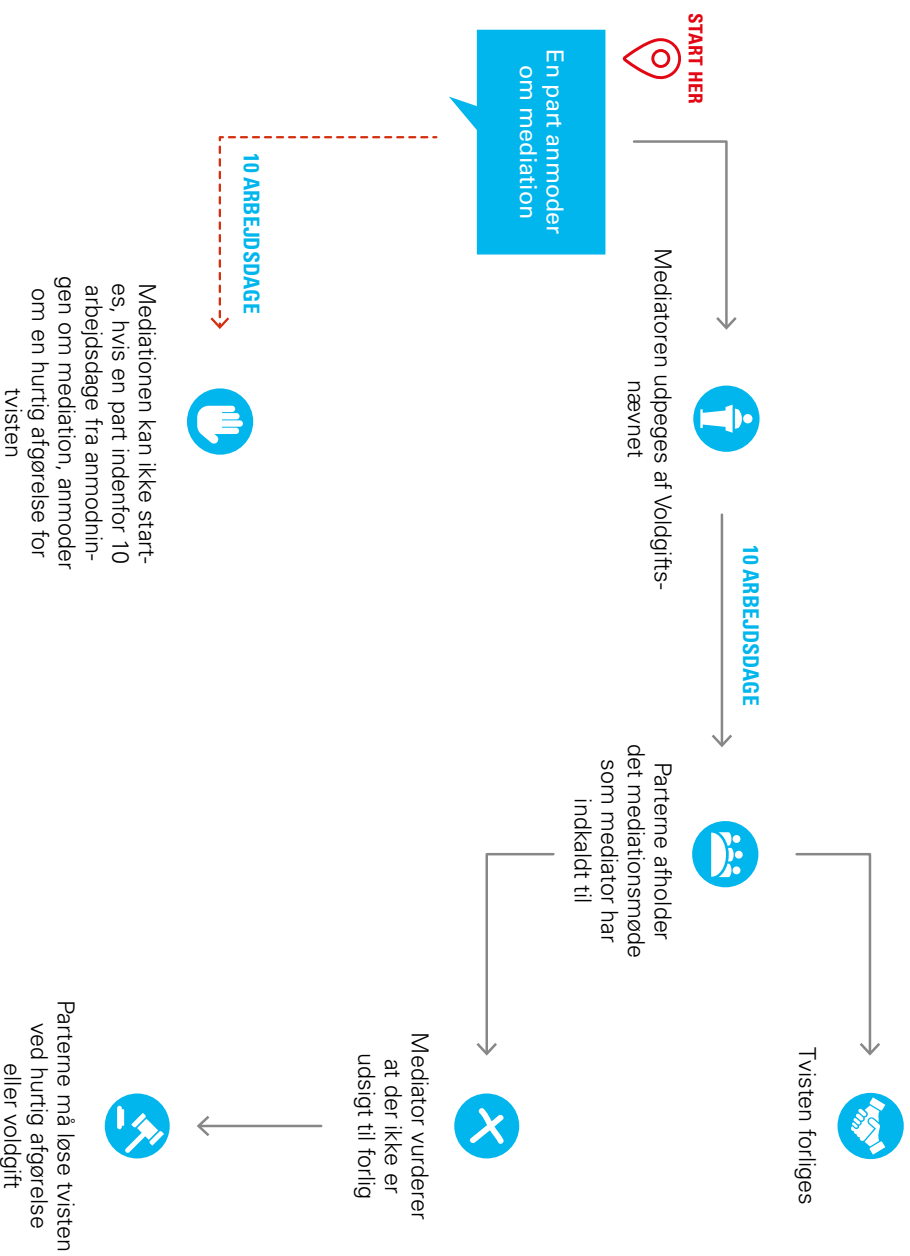 START HER
En part anmoder
om mediation
Mediatoren udpeges af Voldgifts-
nævnet
10 ARBEJDSDAGE
Parterne afholder
det mediationsmøde
som mediator har
indkaldt til
Tvisten forliges
10 ARBEJDSDAGE
Mediationen kan ikke start-
es, hvis en part indenfor 10
arbejdsdage fra anmodnin-
gen om mediation, anmoder
om en hurtig afgørelse for
tvisten
Mediator vurderer
at der ikke er
udsigt til forlig
Parterne må løse tvisten
ved hurtig afgørelse
eller voldgift